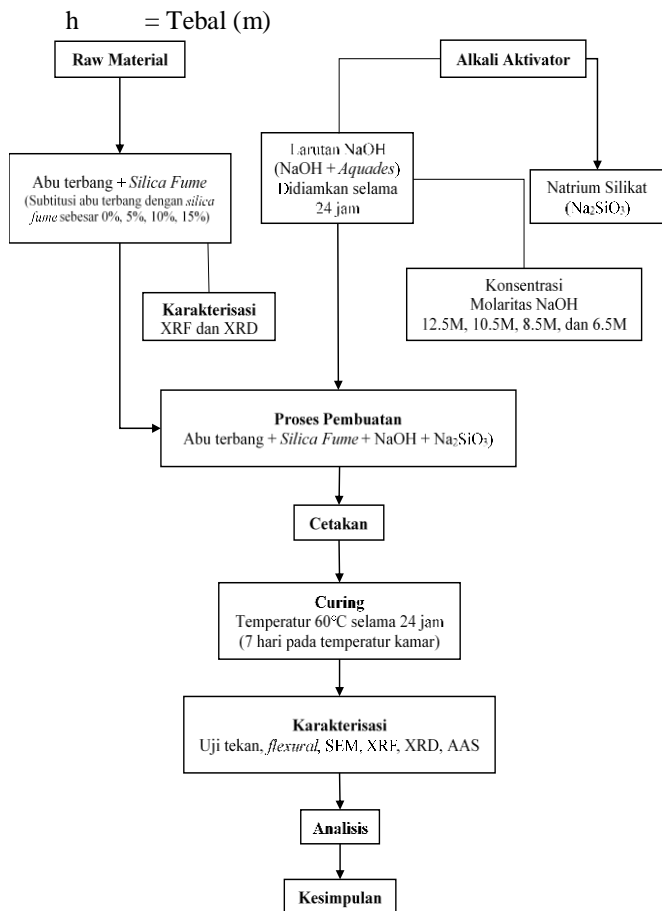 h = Tebal (m)
Raw Material
Alkali Aktivator
Abu terbang + Silica Fume
(Subtitusi abu terbang dengan silica
fume sebesar 0%, 5%, 10%, 15%)
Larutan NaOH
(NaOH + Aquades)
Didiamkan selama
24 jam
Natrium Silikat
(Na₂SiO₃)
Karakterisasi
XRF dan XRD
Konsentrasi
Molaritas NaOH
12.5M, 10.5M, 8.5M, dan 6.5M
Proses Pembuatan
Abu terbang + Silica Fume + NaOH + Na₂SiO₃)
Cetakan
Curing
Temperatur 60°C selama 24 jam
(7 hari pada temperatur kamar)
Karakterisasi
Uji tekan, flexural, SEM, XRF, XRD, AAS
Analisis
Kesimpulan